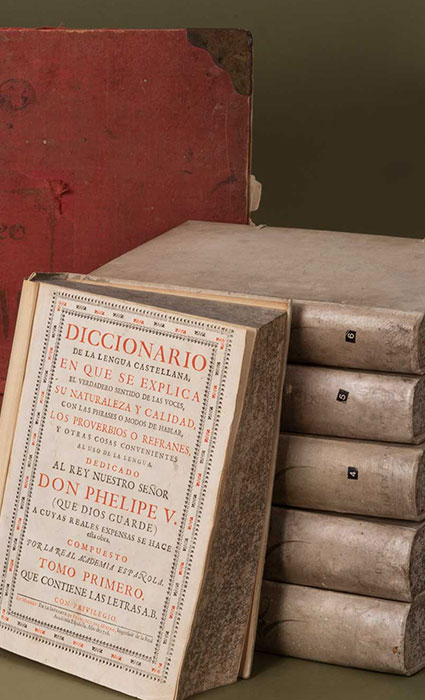 DICCIONARIO
DE LA LENGUA CASTELLANA,
EN QUE SE EXPLICA
EL VERDADERO SENTIDO DE LAS VOCES,
SU NATURALEZA Y CALIDAD,
CON LAS PHRASES O MODOS DE HABLAR,
LOS PROVERBIOS O REFRANES,
Y OTRAS COSAS CONVENIENTES
AL USO DE LA LENGUA.
DEDICADO
AL REY NUESTRO SEÑOR
DON PHELIPE V.
(QUE DIOS GUARDE)
A CUYAS REALES EXPENSAS SE HACE
esta obra.
COMPUESTO
POR LA REAL ACADEMIA ESPAÑOLA.
TOMO PRIMERO.
QUE CONTIENE LAS LETRAS A.B.
CON PRIVILEGIO.
6
5
4